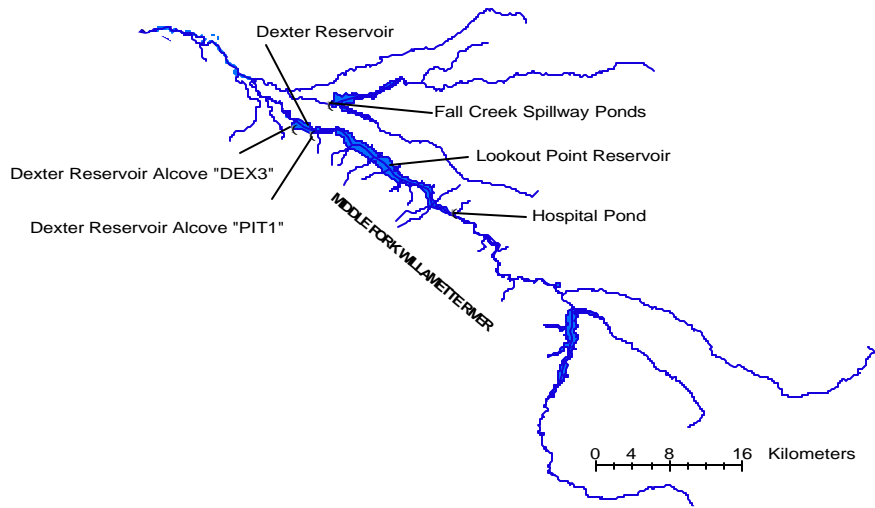 Dexter Reservoir
Fall Creek Spillway Ponds
Lookout Point Reservoir
Dexter Reservoir Alcove "DEX3"
Hospital Pond
Dexter Reservoir Alcove "PIT1"
MIDDLE FORK WILLAMETTE RIVER
0 4 8 16 Kilometers